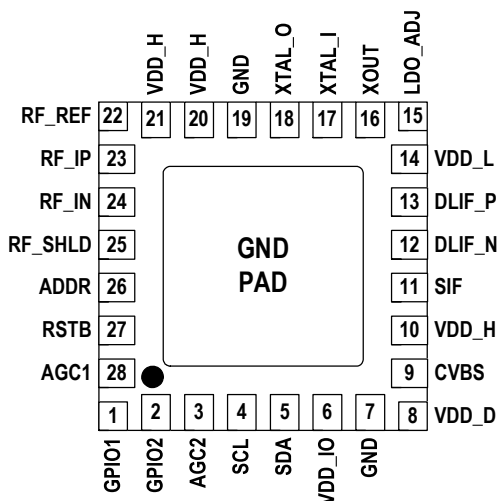 VDD_H
VDD_H
GND
XTAL_O
XTAL_I
XOUT
LDO_ADJ
RF_REF 22 21 20 19 18 17 16 15
RF_IP 23 14 VDD_L
RF_IN 24 13 DLIF_P
RF_SHLD 25 12 DLIF_N
GND
PAD
ADDR 26 11 SIF
RSTB 27 10 VDD_H
AGC1 28 9 CVBS
1 2 3 4 5 6 7 8 VDD_D
GPIO1
GPIO2
AGC2
SCL
SDA
VDD_IO
GND